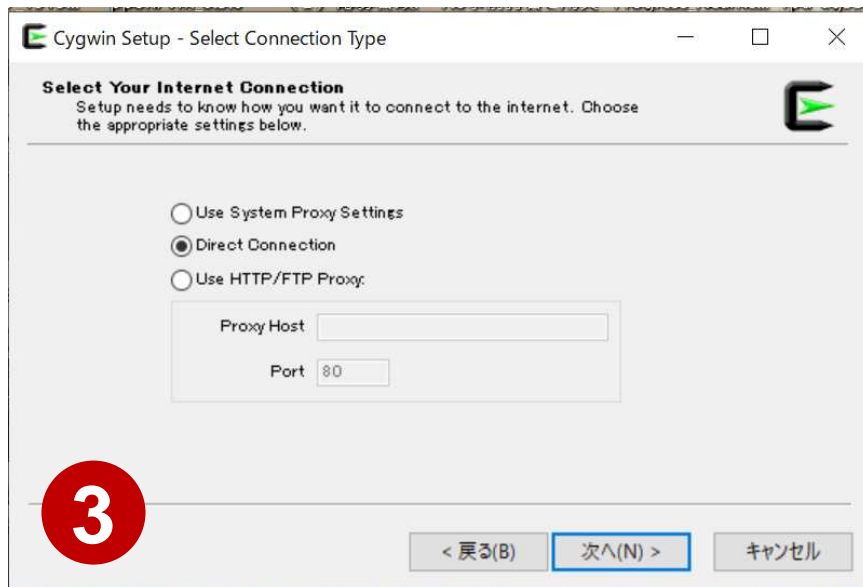 Cygwin Setup - Select Connection Type
Select Your Internet Connection
Setup needs to know how you want it to connect to the internet. Choose
the appropriate settings below.
Use System Proxy Settings
Direct Connection
Use HTTP/FTP Proxy:
Proxy Host
Port 80
3
< 戻る(B) 次へ(N) > キャンセル